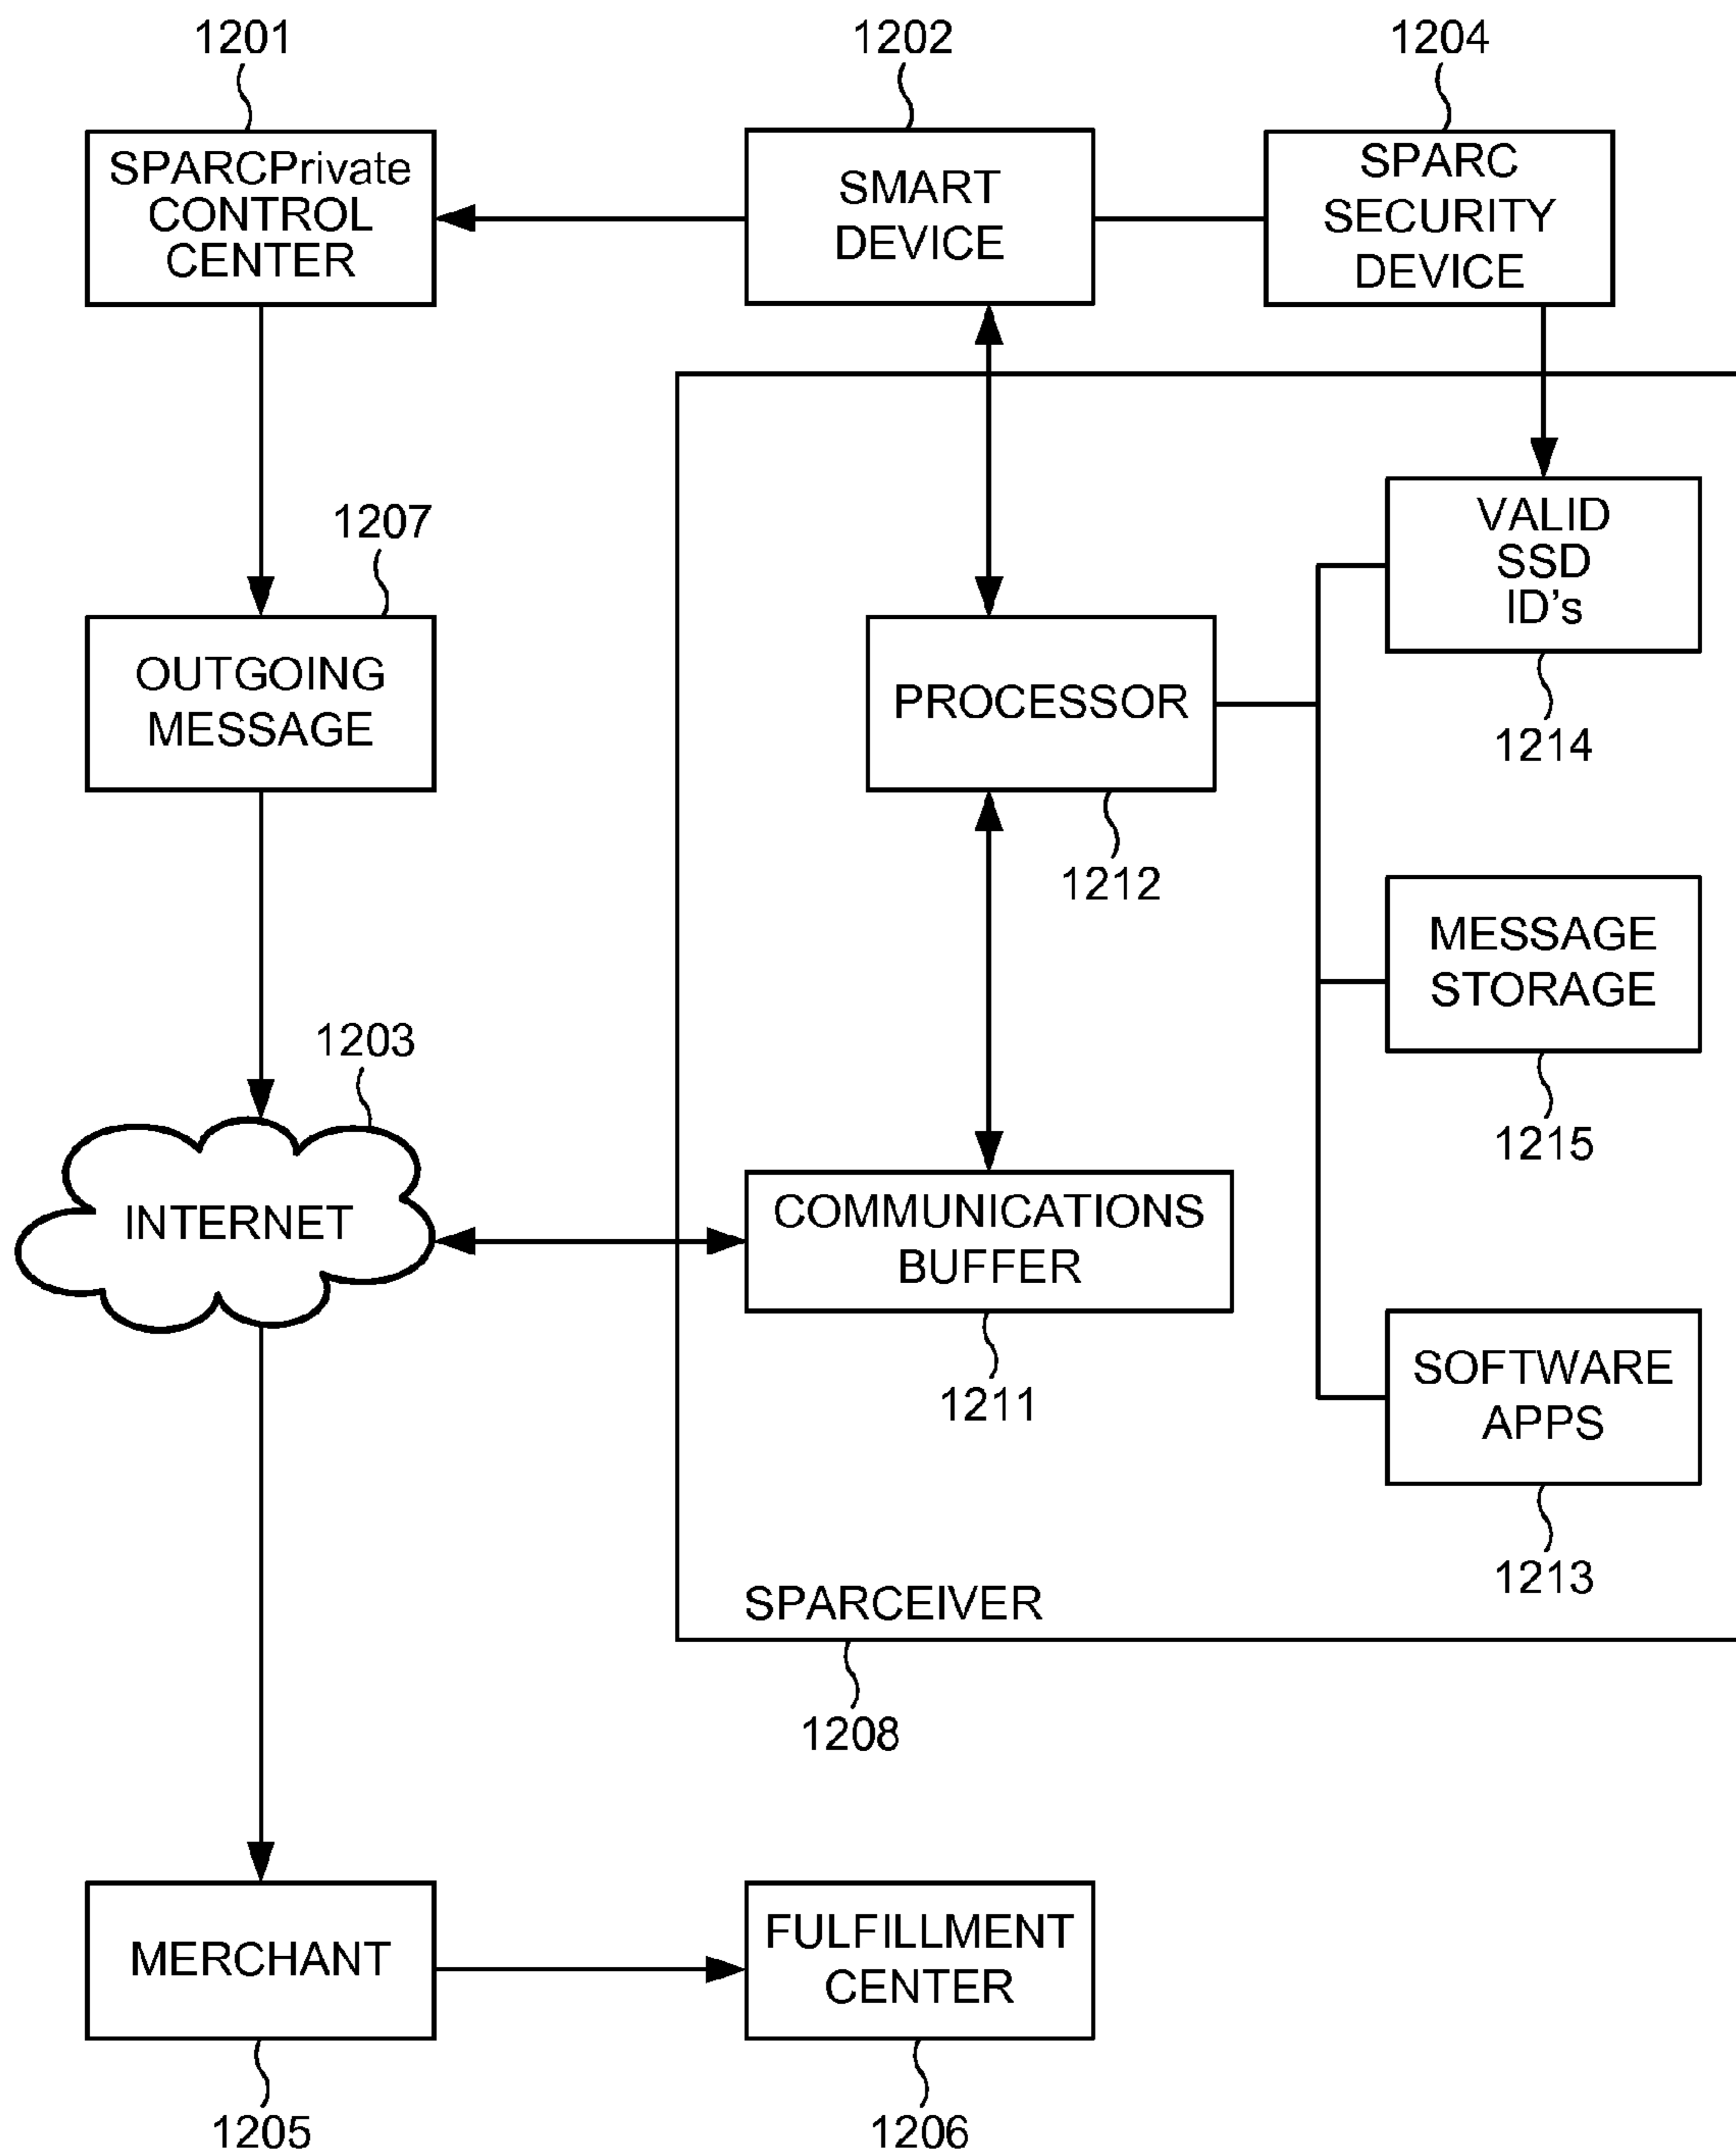 1201
1202
1204
SPARCPrivate
CONTROL
CENTER
SMART
DEVICE
SPARC
SECURITY
DEVICE
1207
OUTGOING
MESSAGE
PROCESSOR
1212
VALID
SSD
ID's
1214
MESSAGE
STORAGE
1215
1203
INTERNET
COMMUNICATIONS
BUFFER
1211
SOFTWARE
APPS
1213
SPARCEIVER
1208
MERCHANT
1205
FULFILLMENT
CENTER
1206